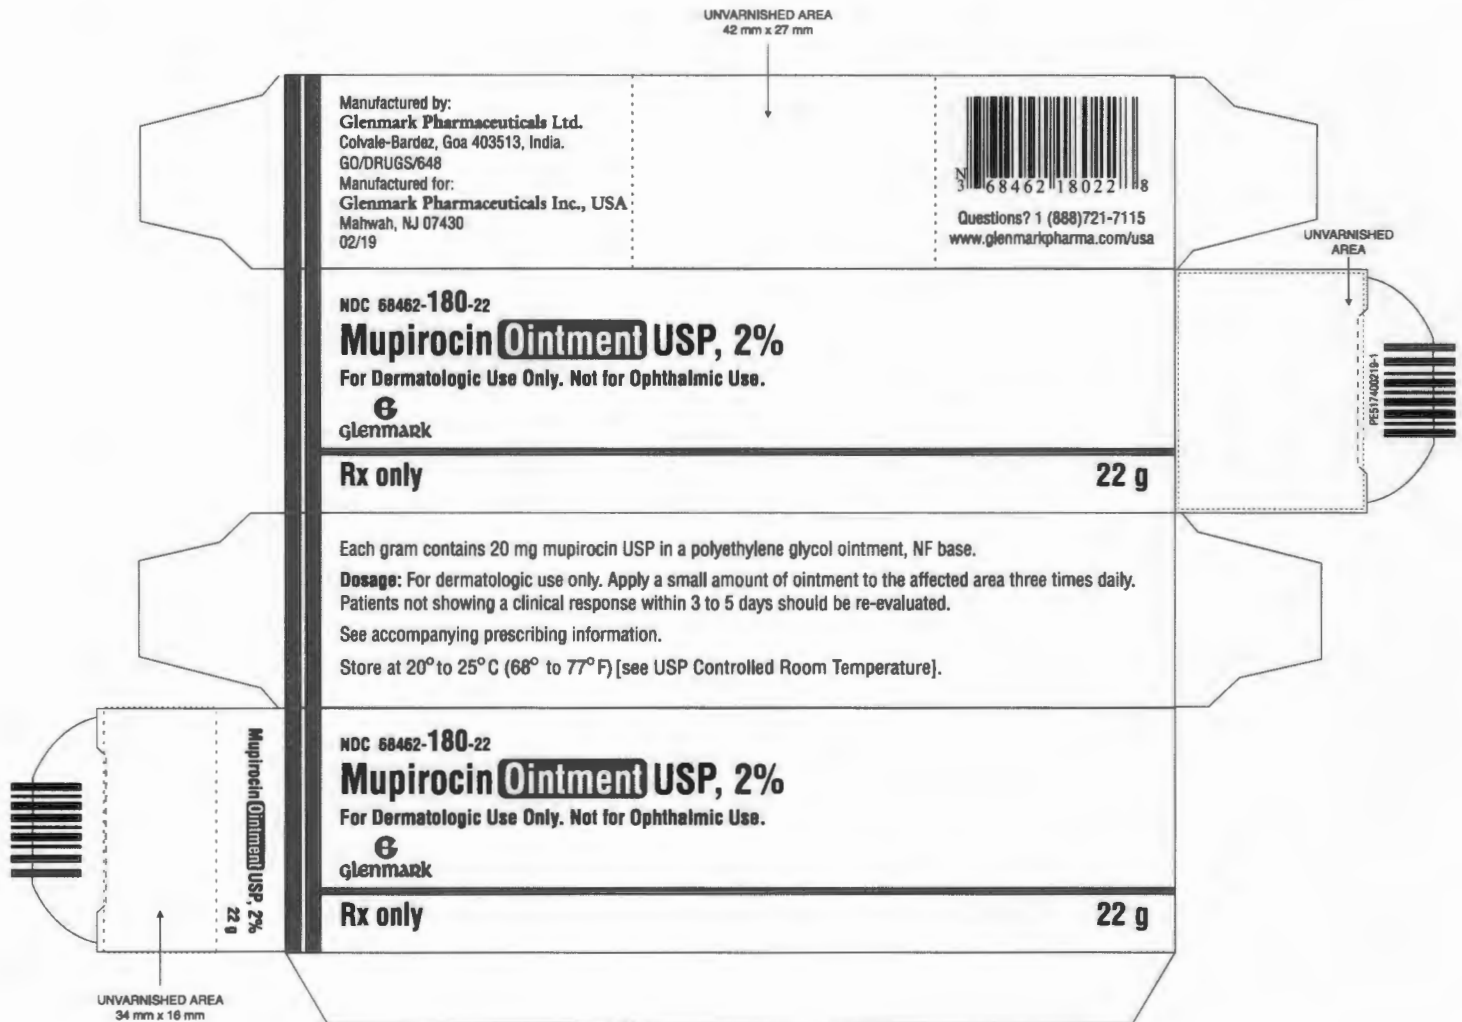 UNVARNISHED AREA
42 mm x 27 mm
Manufactured by:
Glenmark Pharmaceuticals Ltd.
Colvale-Bardez, Goa 403513, India.
GO/DRUGS/648
Manufactured for:
Glenmark Pharmaceuticals Inc., USA
Mahwah, NJ 07430
02/19
N
3 68462 18022 8
Questions? 1 (888)721-7115
www.glenmarkpharma.com/usa
UNVARNISHED
AREA
NDC 68462-180-22
Mupirocin Ointment USP, 2%
For Dermatologic Use Only. Not for Ophthalmic Use.
G
glenmark
Rx only 22 g
PE517400219-1
Each gram contains 20 mg mupirocin USP in a polyethylene glycol ointment, NF base.
Dosage: For dermatologic use only. Apply a small amount of ointment to the affected area three times daily.
Patients not showing a clinical response within 3 to 5 days should be re-evaluated.
See accompanying prescribing information.
Store at 20° to 25°C (68° to 77°F) [see USP Controlled Room Temperature}.
NDC 68462-180-22
Mupirocin Ointment USP, 2%
For Dermatologic Use Only. Not for Ophthalmic Use.
G
glenmark
Rx only 22 g
Mupirocin Ointment USP, 2%
22 g
UNVARNISHED AREA
34 mm x 16 mm